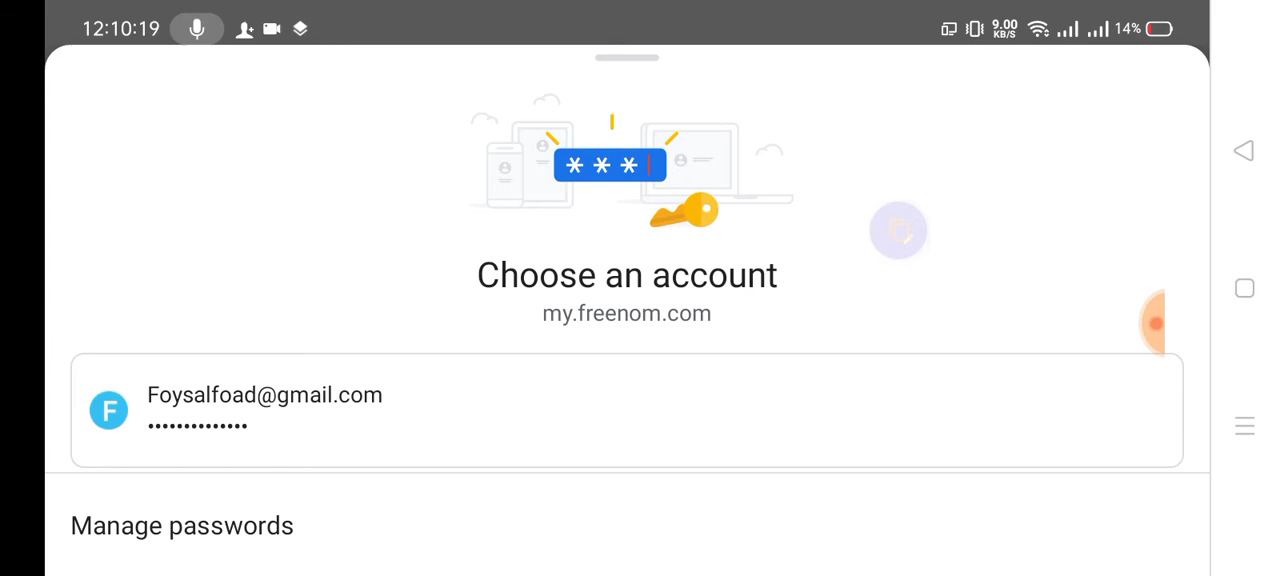 12:10:19 9.00 KB/S 14%
***
Choose an account
my.freenom.com
F Foysalfoad@gmail.com
••••••••••••••
Manage passwords